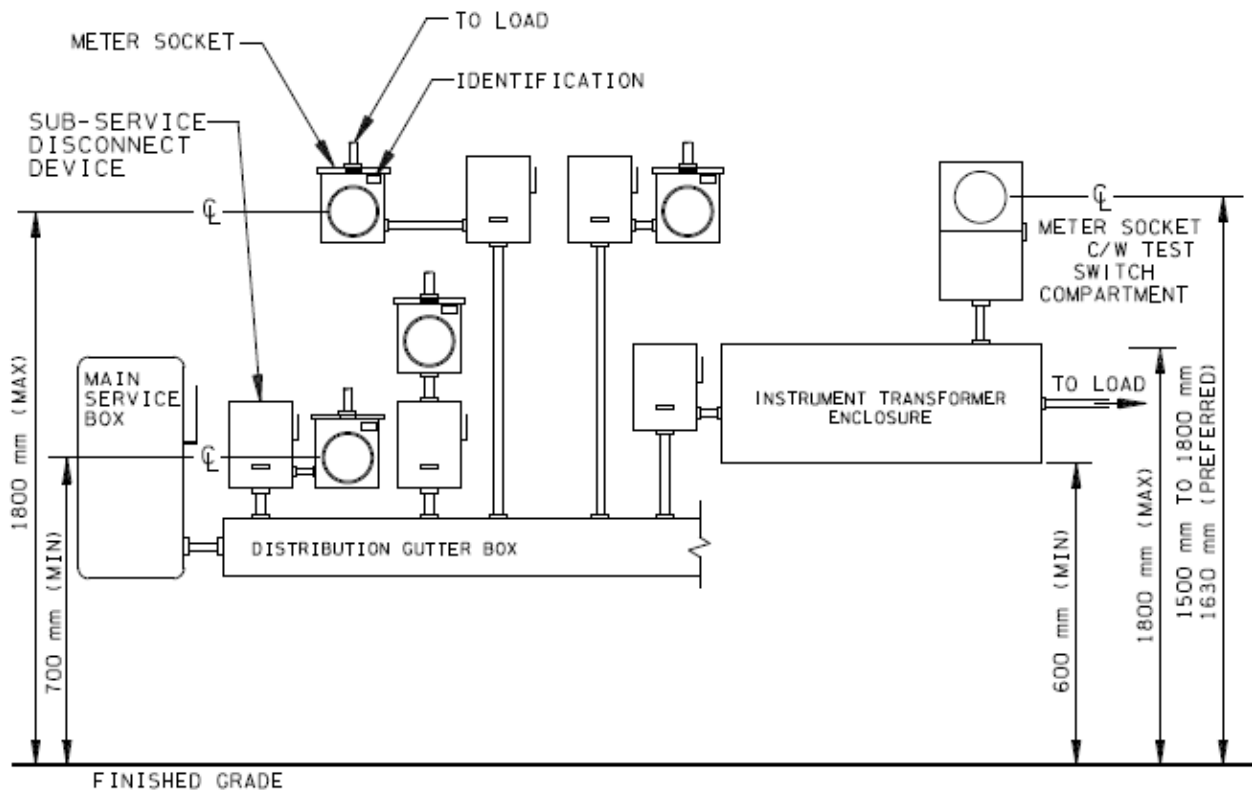 TO LOAD
METER SOCKET
IDENTIFICATION
SUB-SERVICE
DISCONNECT
DEVICE
℄
℄
METER SOCKET
C/W TEST
SWITCH
COMPARTMENT
MAIN
SERVICE
BOX
INSTRUMENT TRANSFORMER
ENCLOSURE
TO LOAD
℄
DISTRIBUTION GUTTER BOX
1800 mm (MAX)
700 mm (MIN)
600 mm (MIN)
1800 mm (MAX)
1500 mm TO 1800 mm
1630 mm (PREFERRED)
FINISHED GRADE